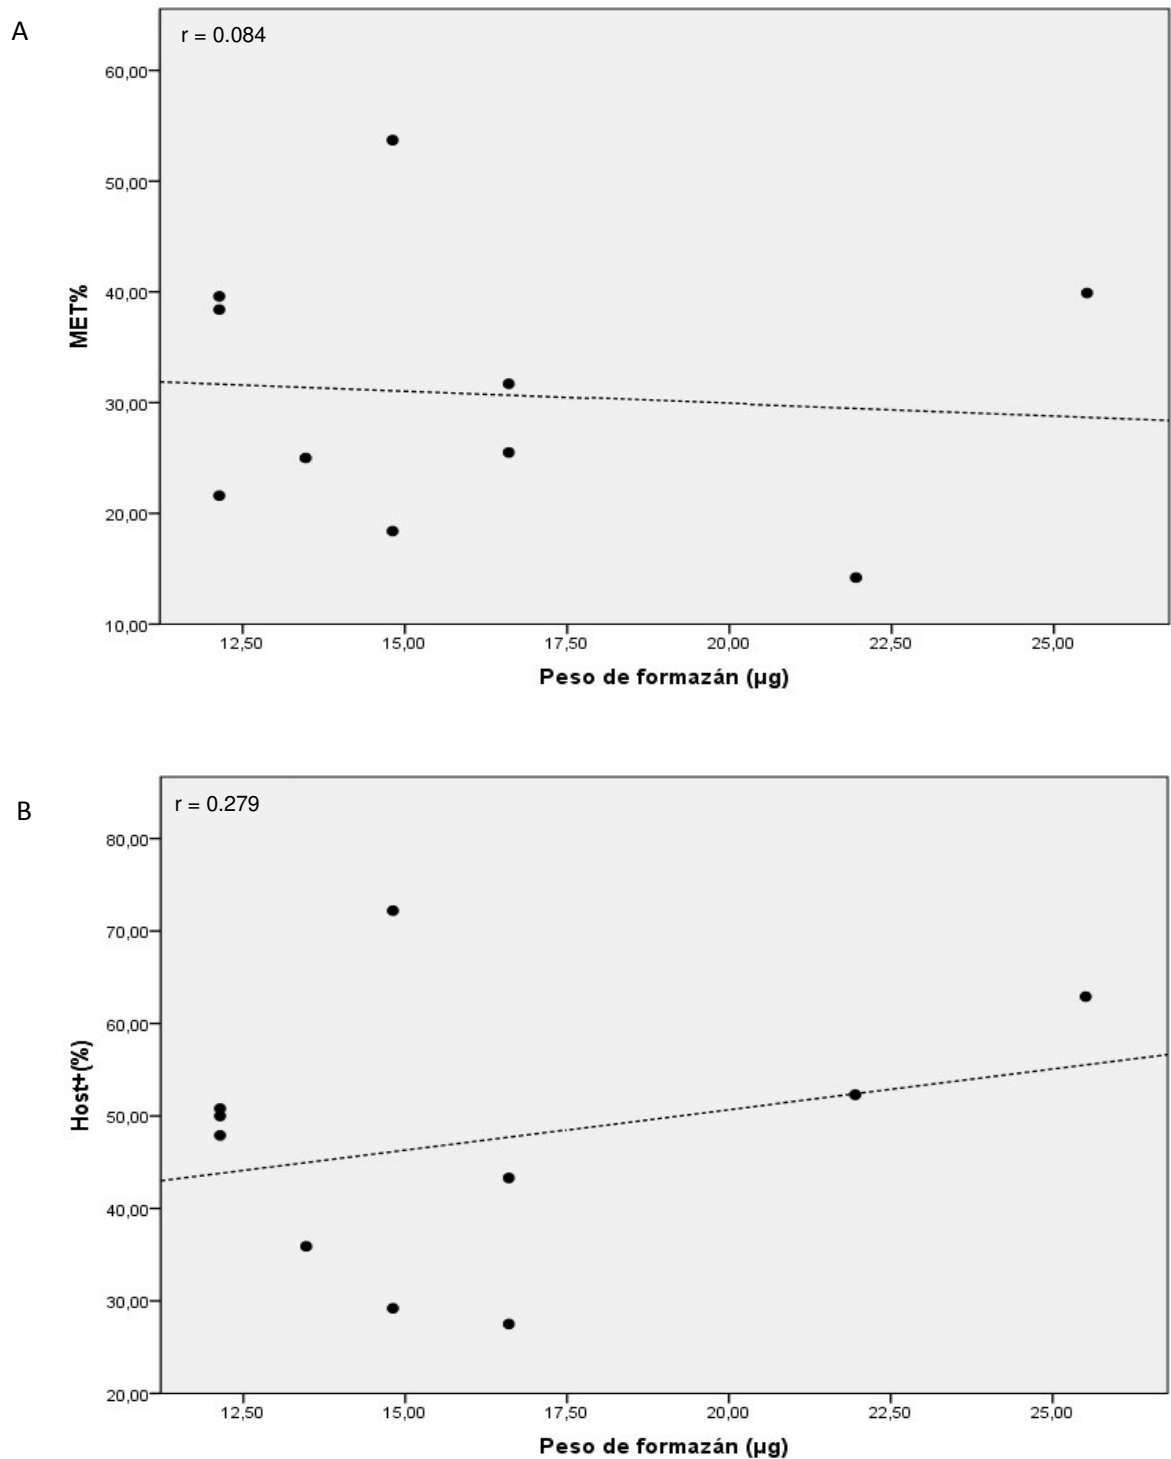 A
r = 0.084
60,00
50,00
40,00
30,00
20,00
10,00
MET%
12,50 15,00 17,50 20,00 22,50 25,00
Peso de formazán (µg)
B
r = 0.279
80,00
70,00
60,00
50,00
40,00
30,00
20,00
Host+(%)
12,50 15,00 17,50 20,00 22,50 25,00
Peso de formazán (µg)